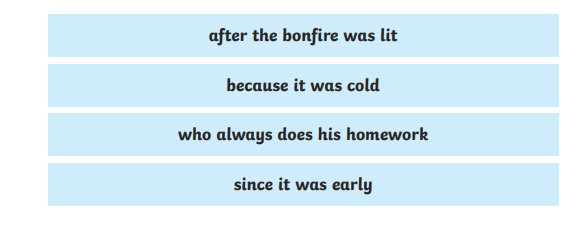 after the bonfire was lit
because it was cold
who always does his homework
since it was early